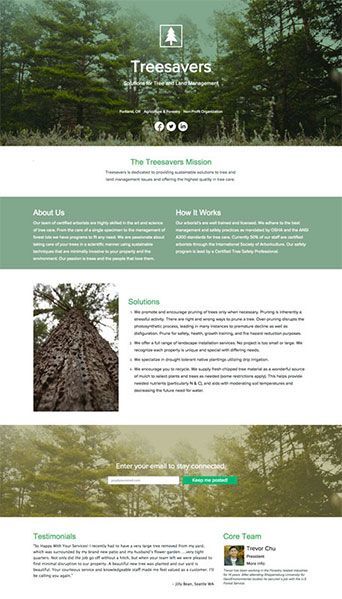 Treesavers
Solutions for Tree and Land Management
Portland, OR Agriculture & Forestry Non-Profit Organization
The Treesavers Mission
Treesavers is dedicated to providing sustainable solutions to tree and
land management issues and offering the highest quality in tree care.
About Us
Our team of certified arborists are highly skilled in the art and science
of tree care. From the care of a single specimen to the management of
forest lots we have programs to fit any need. We are passionate about
taking care of your trees in a scientific manner using sustainable
techniques that are minimally invasive to your property and the
environment. Our passion are trees and the people that love them.
How It Works
Our arborist's are well trained and licensed. We adhere to the best
management and safety practices as mandated by OSHA and the ANSI
A300 standards for tree care. Currently 50% of our staff are certified
arborists through the International Society of Arboriculture. Our safety
program is lead by a Certified Tree Safety Professional.
Solutions
We promote and encourage pruning of trees only when necessary. Pruning is inherently a
stressful activity. There are right and wrong ways to prune a tree. Over-pruning disrupts the
photosynthetic process, leading in many instances to premature decline as well as
disfiguration. Prune for safety, health, growth training, and fire hazard reduction purposes.
We offer a full range of landscape installation services. No project is too small or large. We
recognize each property is unique and special with differing needs.
We specialize in drought tolerant native plantings utilizing drip irrigation.
We encourage you to recycle. We supply fresh chipped tree material as a wonderful source
of mulch to select plants and trees as needed (some restrictions apply). This helps provide
needed nutrients (particularly N & C), and aids with moderating soil temperatures and
decreasing the future need for water.
Enter your email to stay connected.
Keep me posted!
Testimonials
"So Happy With Your Services! I recently had to have a very large tree removed from my yard,
which was surrounded by my brand new patio and my husband's flower garden ... very tight
quarters. Not only did the job go off without a hitch, but when your team left we were pleased to
find minimal disruption to our property. A beautiful new tree was planted and our yard is
beautiful. Your courteous service and knowledgeable staff made me feel valued as a customer. I'll
be calling you again."
- Jilly Bean, Seattle WA
Core Team
Trevor Chu
President
More info